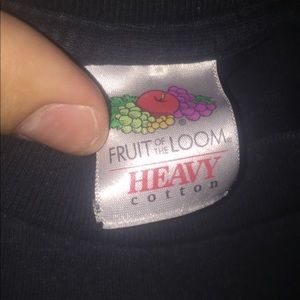 ®
FRUIT OF THE LOOM®
HEAVY
cotton